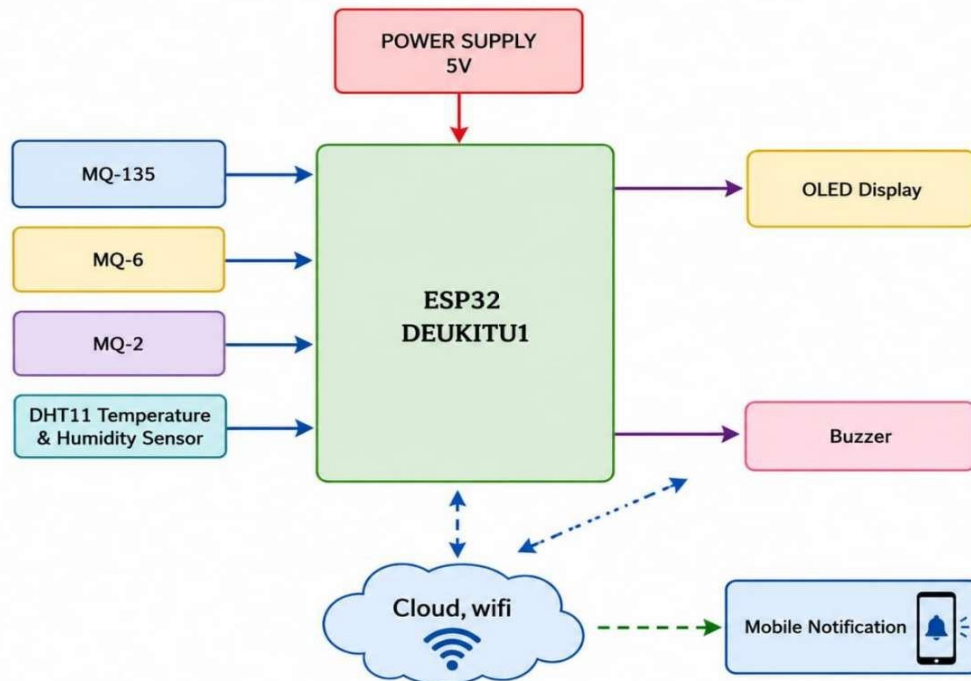 POWER SUPPLY
5V
MQ-135
MQ-6
MQ-2
DHT11 Temperature
& Humidity Sensor
ESP32
DEUKITU1
OLED Display
Buzzer
Cloud, wifi
Mobile Notification